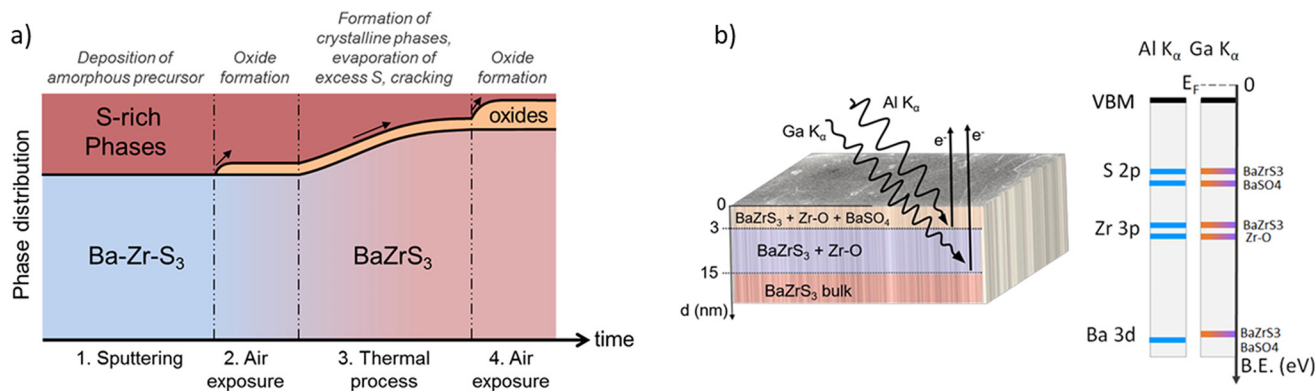 a)
Deposition of
amorphous precursor
Oxide
formation
Formation of
crystalline phases,
evaporation of
excess S, cracking
Oxide
formation
Phase distribution
S-rich
Phases
oxides
Ba-Zr-S3
BaZrS3
time
1. Sputtering
2. Air
exposure
3. Thermal
process
4. Air
exposure
b)
Al Kα
Ga Kα
e-
e-
0
BaZrS3 + Zr-O + BaSO4
3
BaZrS3 + Zr-O
15
BaZrS3 bulk
d (nm)
Al Kα Ga Kα
EF
0
VBM
S 2p
BaZrS3
BaSO4
Zr 3p
BaZrS3
Zr-O
Ba 3d
BaZrS3
BaSO4
B.E. (eV)